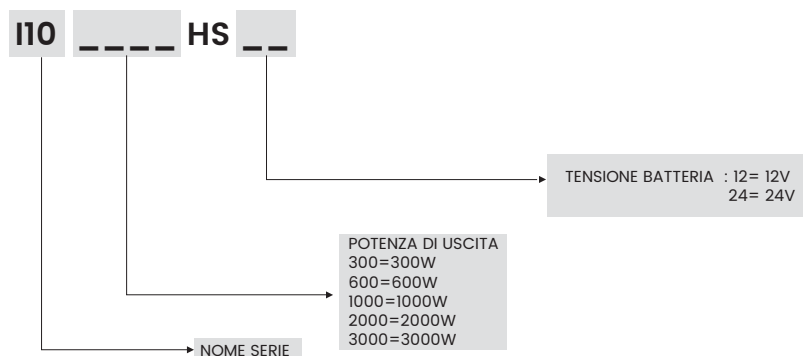 I10 _ _ _ _ HS _ _
TENSIONE BATTERIA : 12= 12V
24= 24V
POTENZA DI USCITA
300=300W
600=600W
1000=1000W
2000=2000W
3000=3000W
NOME SERIE